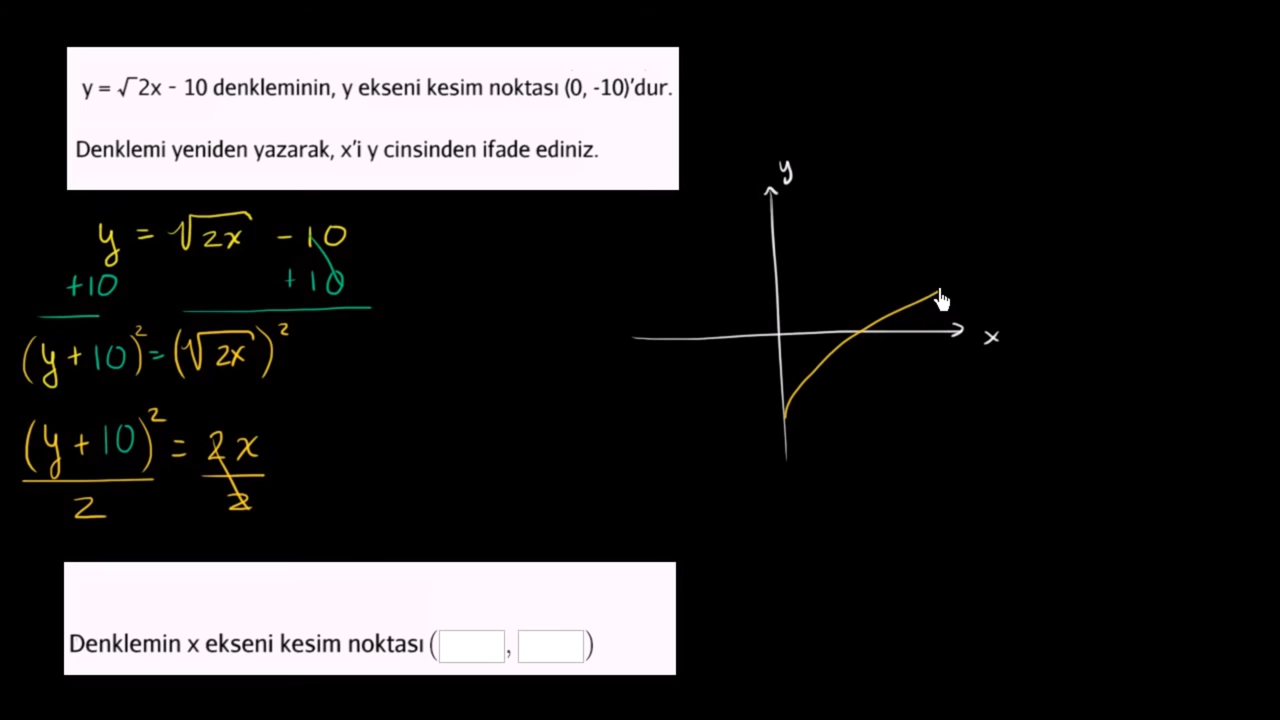 y = √2x - 10 denkleminin, y ekseni kesim noktası (0, -10)'dur.
Denklemi yeniden yazarak, x'i y cinsinden ifade ediniz.
y = √2x - 10
+10 +10
(y + 10)² = (√2x)²
(y + 10)² = 2x
2 2
y
x
Denklemin x ekseni kesim noktası ( , )